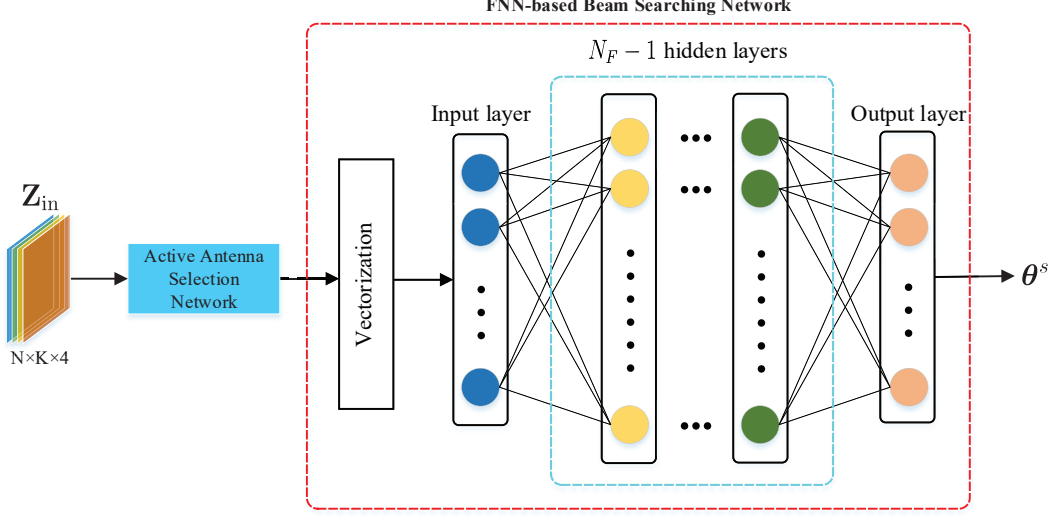 FNN-based Beam Searching Network
N_F − 1 hidden layers
Input layer
Output layer
Z_in
Active Antenna
Selection
Network
N×K×4
Vectorization
θ^s